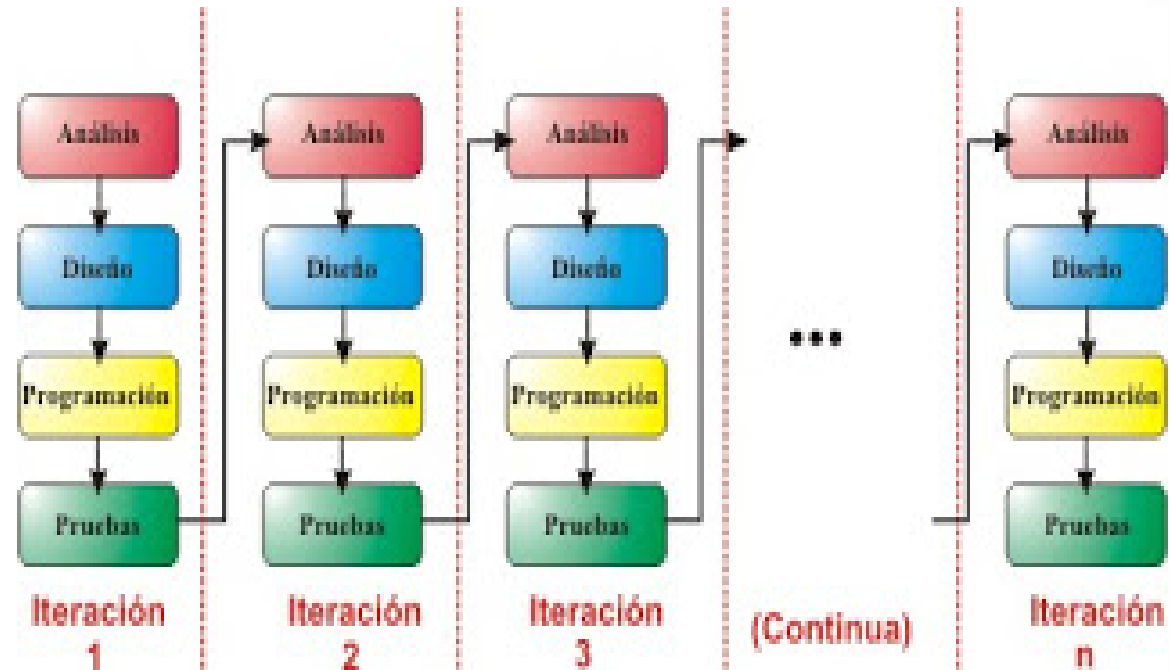 Análisis
Diseño
Programación
Pruebas
Iteración
1
Análisis
Diseño
Programación
Pruebas
Iteración
2
Análisis
Diseño
Programación
Pruebas
Iteración
3
...
(Continua)
Análisis
Diseño
Programación
Pruebas
Iteración
n